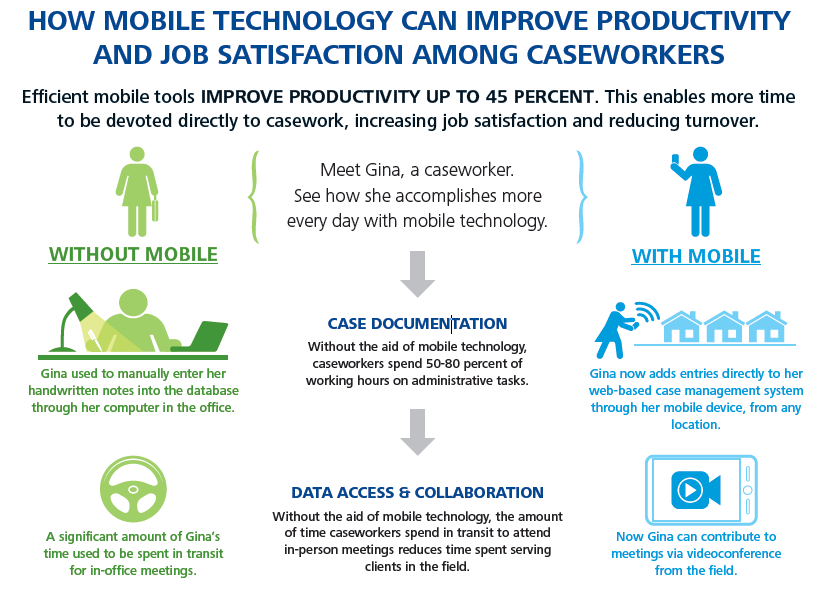 HOW MOBILE TECHNOLOGY CAN IMPROVE PRODUCTIVITY
AND JOB SATISFACTION AMONG CASEWORKERS
Efficient mobile tools IMPROVE PRODUCTIVITY UP TO 45 PERCENT. This enables more time
to be devoted directly to casework, increasing job satisfaction and reducing turnover.
Meet Gina, a caseworker.
See how she accomplishes more
every day with mobile technology.
WITHOUT MOBILE
WITH MOBILE
CASE DOCUMENTATION
Without the aid of mobile technology,
caseworkers spend 50-80 percent of
working hours on administrative tasks.
Gina used to manually enter her
handwritten notes into the database
through her computer in the office.
Gina now adds entries directly to her
web-based case management system
through her mobile device, from any
location.
DATA ACCESS & COLLABORATION
Without the aid of mobile technology, the amount
of time caseworkers spend in transit to attend
in-person meetings reduces time spent serving
clients in the field.
A significant amount of Gina's
time used to be spent in transit
for in-office meetings.
Now Gina can contribute to
meetings via videoconference
from the field.